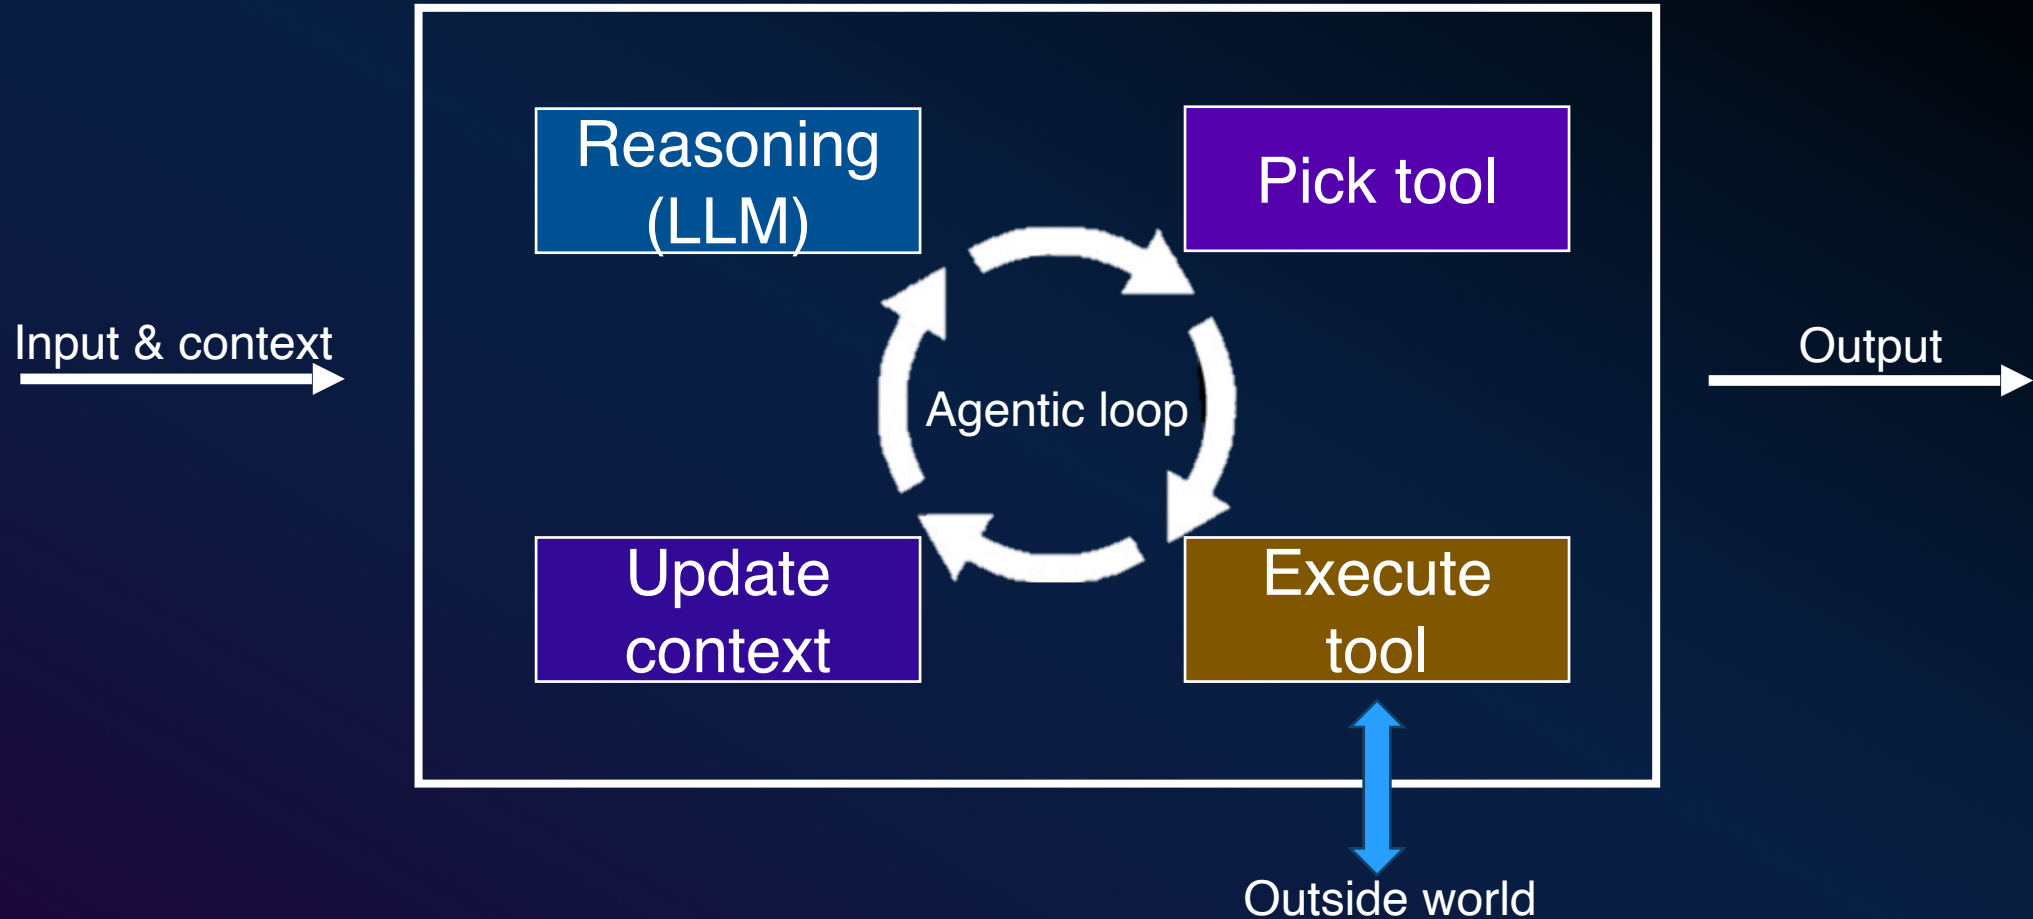 Reasoning
(LLM)
Pick tool
Input & context
Agentic loop
Output
Update
context
Execute
tool
Outside world